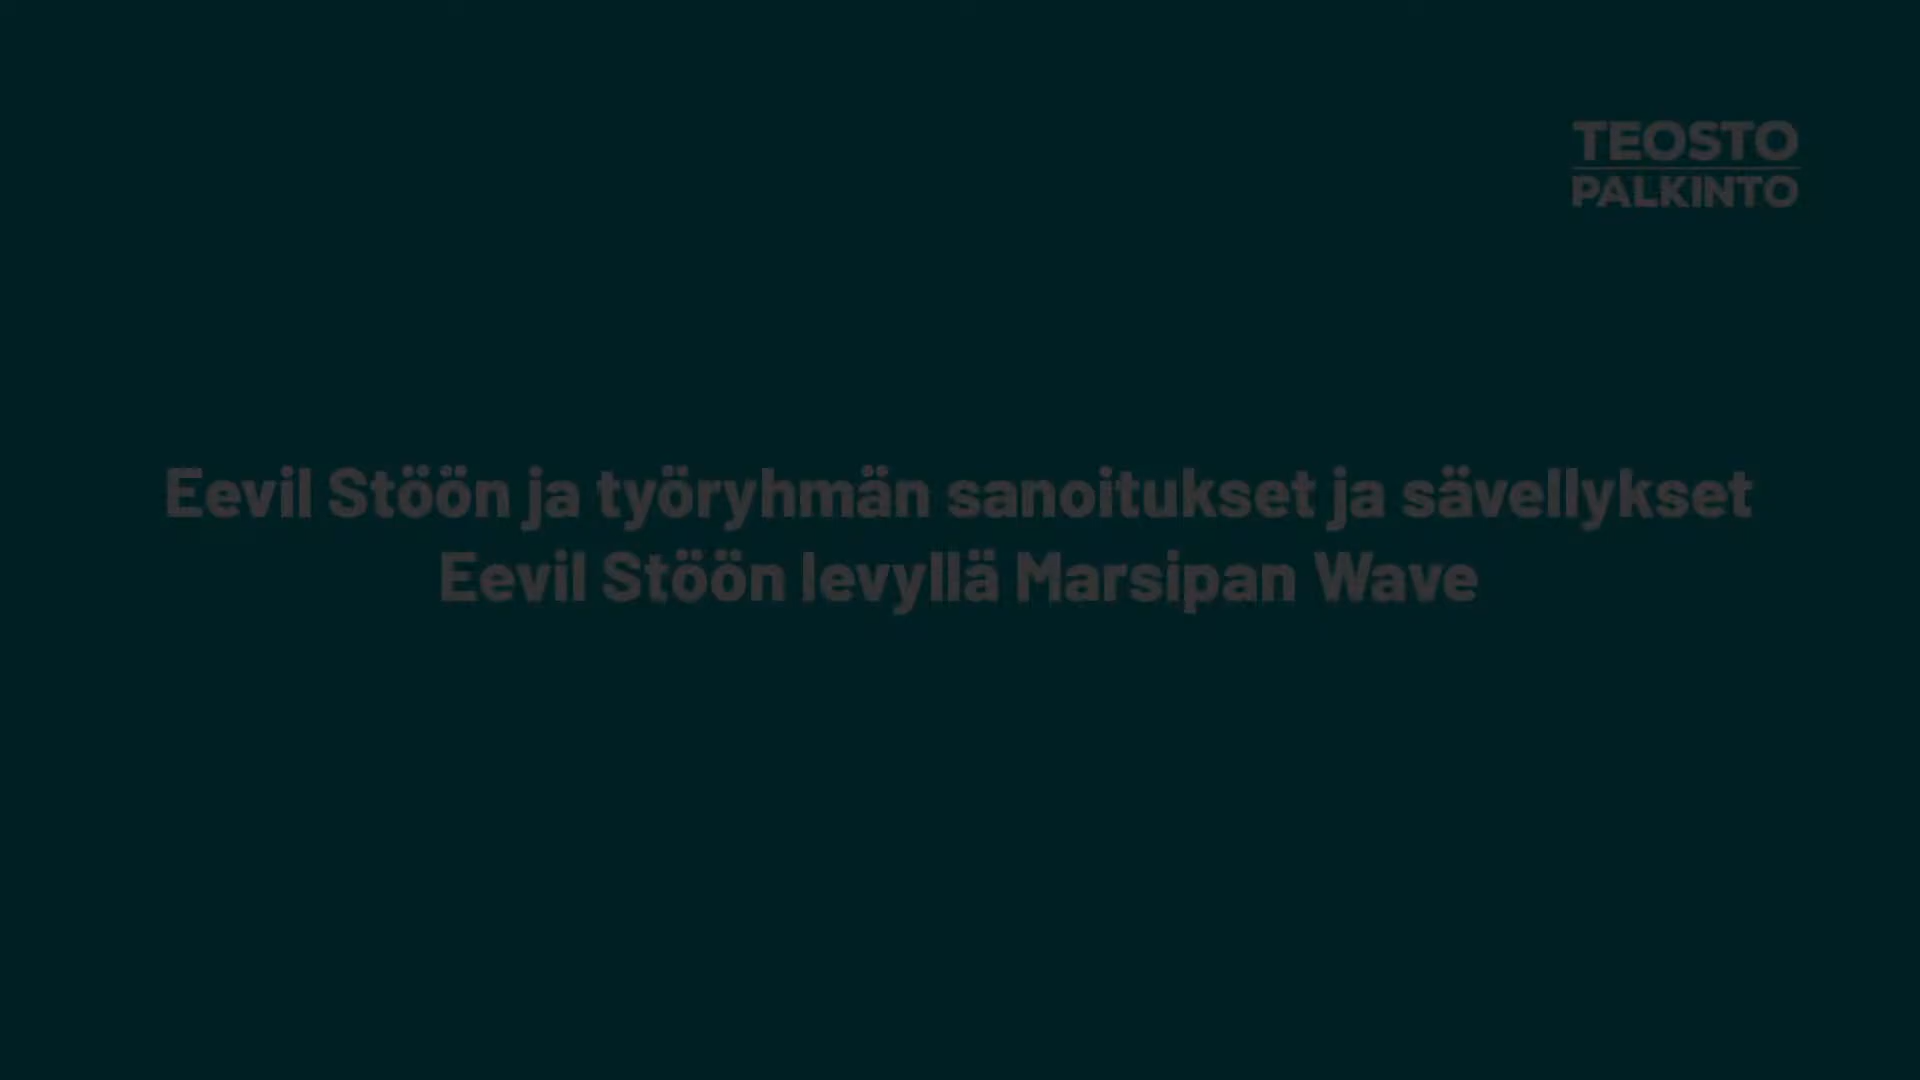 TEOSTO
PALKINTO
Eevil Stöön ja työryhmän sanoitukset ja sävellykset
Eevil Stöön levyllä Marsipan Wave